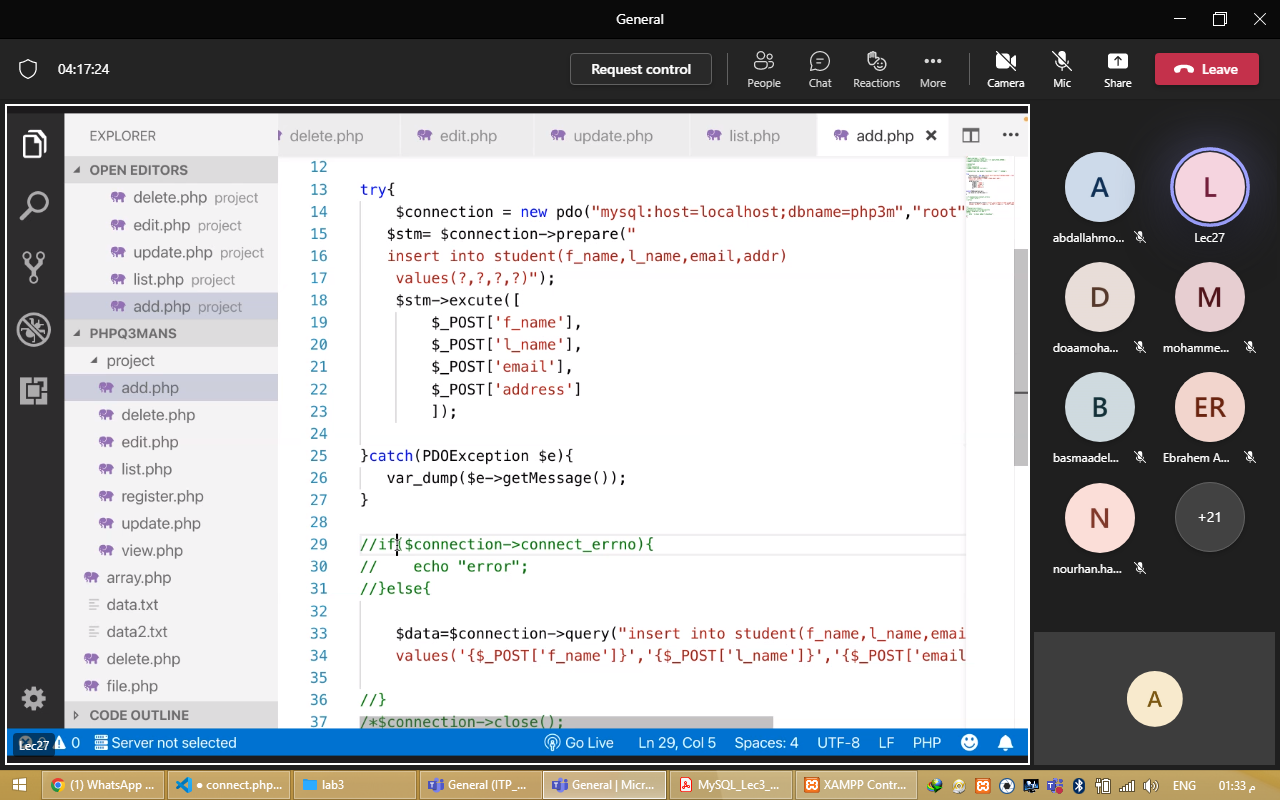 General
04:17:24
Request control
People
Chat
Reactions
More
Camera
Mic
Share
Leave
EXPLORER
delete.php
edit.php
update.php
list.php
add.php
OPEN EDITORS
delete.php project
edit.php project
update.php project
list.php project
add.php project
PHPQ3MANS
project
add.php
delete.php
edit.php
list.php
register.php
update.php
view.php
array.php
data.txt
data2.txt
delete.php
file.php
CODE OUTLINE
12
13 try{
14 $connection = new pdo("mysql:host=localhost;dbname=php3m","root"
15 $stm= $connection->prepare("
16 insert into student(f_name,l_name,email,addr)
17 values(?,?,?,?)");
18 $stm->excute([
19 $_POST['f_name'],
20 $_POST['l_name'],
21 $_POST['email'],
22 $_POST['address']
23 ]);
24
25 }catch(PDOException $e){
26 var_dump($e->getMessage());
27 }
28
29 //if($connection->connect_errno){
30 // echo "error";
31 //}else{
32
33 $data=$connection->query("insert into student(f_name,l_name,emai
34 values('{$_POST['f_name']}','{$_POST['l_name']}','{$_POST['email
35
36 //}
37 /*$connection->close();
Lec27
0
Server not selected
Go Live
Ln 29, Col 5
Spaces: 4
UTF-8
LF
PHP
A
abdallahmo...
L
Lec27
D
doaamoha...
M
mohamme...
B
basmaadel...
ER
Ebrahem A...
N
nourhan.ha...
+21
A
(1) WhatsApp ...
● connect.php...
lab3
General (ITP_...
General | Micr...
MySQL_Lec3_...
XAMPP Contr...
ENG
01:33 م